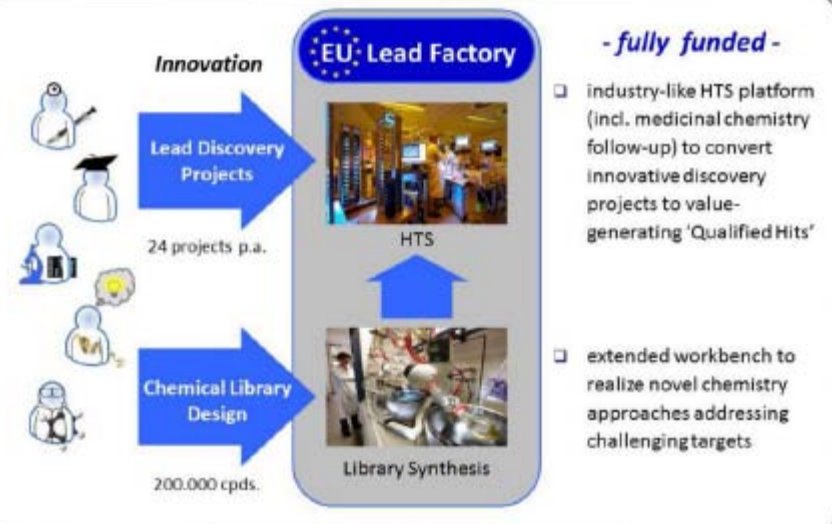 Innovation
Lead Discovery
Projects
24 projects p.a.
Chemical Library
Design
200.000 cpds.
EU Lead Factory
HTS
Library Synthesis
- fully funded -
industry-like HTS platform
(incl. medicinal chemistry
follow-up) to convert
innovative discovery
projects to value-
generating ‘Qualified Hits’
extended workbench to
realize novel chemistry
approaches addressing
challenging targets